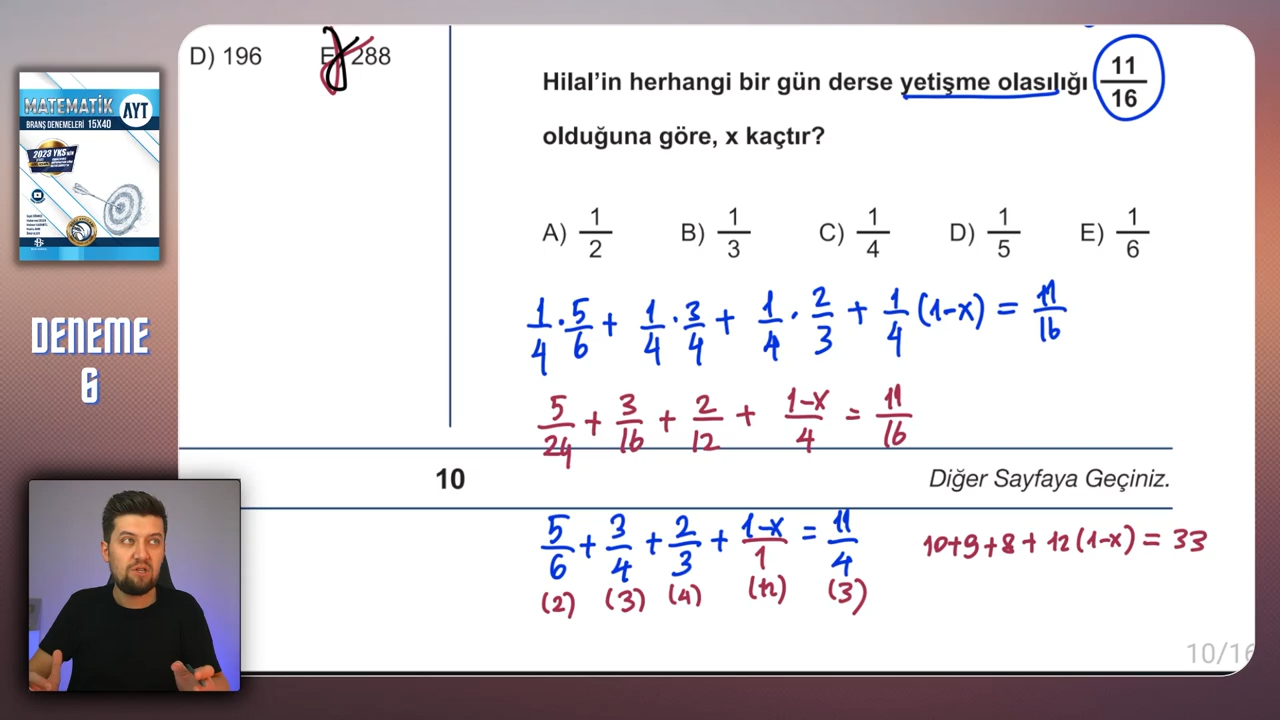 D) 196
E) 288
MATEMATİK
AYT
BRANŞ DENEMELERİ 15X40
2023 YKS'NİN
DENEME
6
Hilal'in herhangi bir gün derse yetişme olasılığı 11/16
olduğuna göre, x kaçtır?
A) 1/2 B) 1/3 C) 1/4 D) 1/5 E) 1/6
1/4 · 5/6 + 1/4 · 3/4 + 1/4 · 2/3 + 1/4 (1-x) = 11/16
5/24 + 3/16 + 2/12 + 1-x/4 = 11/16
10
Diğer Sayfaya Geçiniz.
5/6 + 3/4 + 2/3 + 1-x/1 = 11/4
(2) (3) (4) (12) (3)
10+9+8+12(1-x) = 33
10/16